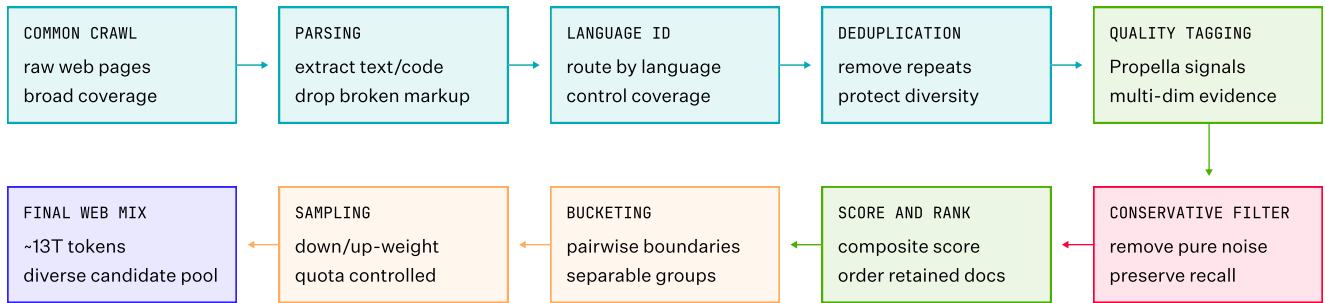 COMMON CRAWL
raw web pages
broad coverage
PARSING
extract text/code
drop broken markup
LANGUAGE ID
route by language
control coverage
DEDUPLICATION
remove repeats
protect diversity
QUALITY TAGGING
Propella signals
multi-dim evidence
CONSERVATIVE FILTER
remove pure noise
preserve recall
SCORE AND RANK
composite score
order retained docs
BUCKETING
pairwise boundaries
separable groups
SAMPLING
down/up-weight
quota controlled
FINAL WEB MIX
~13T tokens
diverse candidate pool